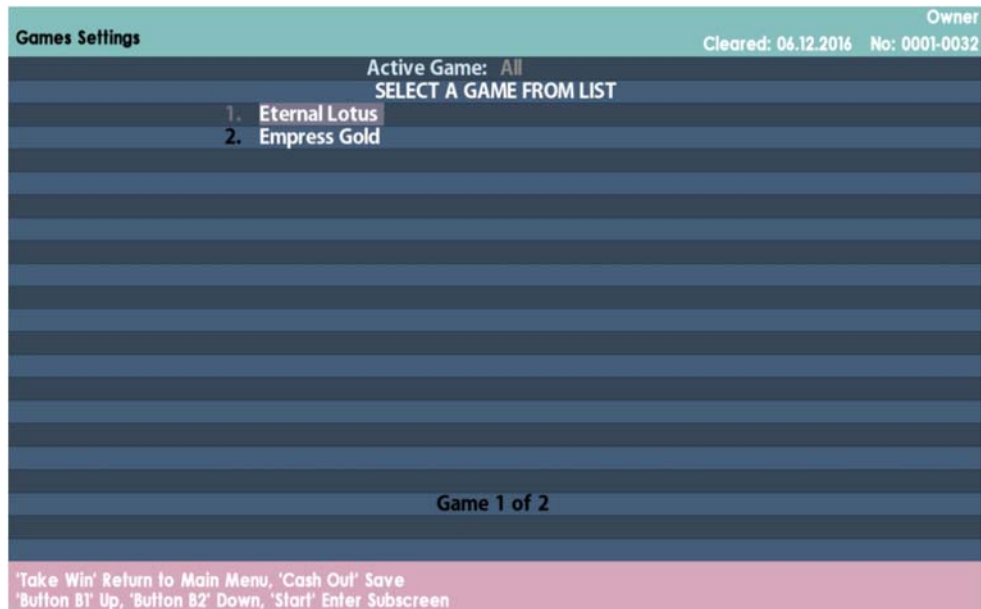 Owner
Games Settings
Cleared: 06.12.2016 No: 0001-0032
Active Game: All
SELECT A GAME FROM LIST
1. Eternal Lotus
2. Empress Gold
Game 1 of 2
'Take Win' Return to Main Menu, 'Cash Out' Save
'Button B1' Up, 'Button B2' Down, 'Start' Enter Subscreen